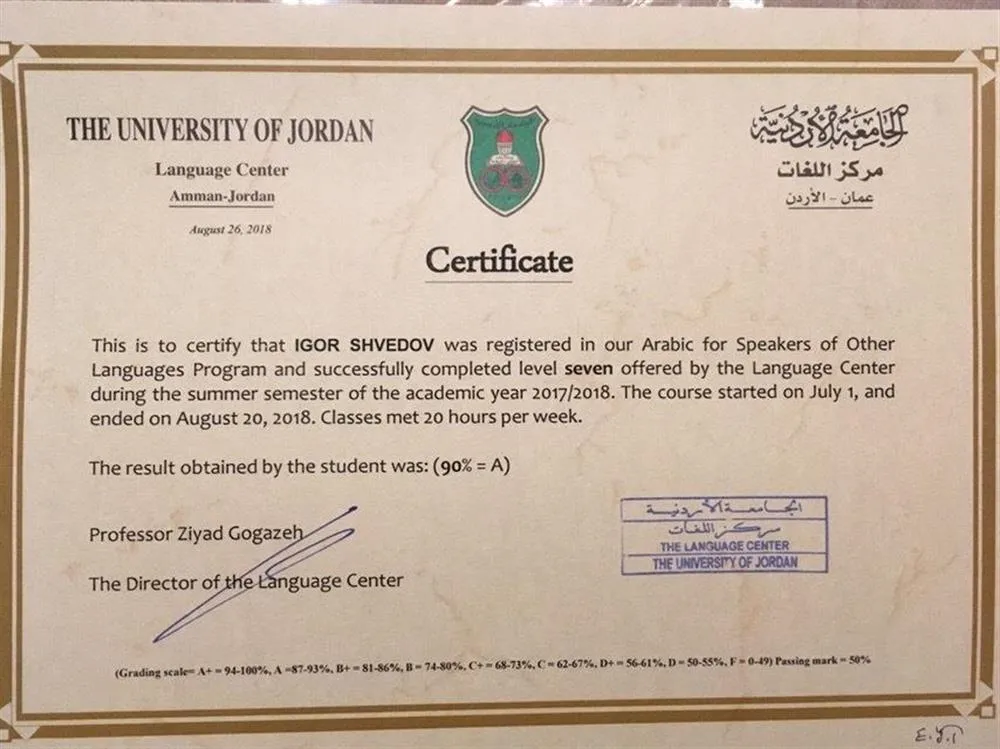 THE UNIVERSITY OF JORDAN
Language Center
Amman-Jordan
August 26, 2018
الجامعة الأردنية
مركز اللغات
عمان - الأردن
Certificate
This is to certify that IGOR SHVEDOV was registered in our Arabic for Speakers of Other
Languages Program and successfully completed level seven offered by the Language Center
during the summer semester of the academic year 2017/2018. The course started on July 1, and
ended on August 20, 2018. Classes met 20 hours per week.
The result obtained by the student was: (90% = A)
Professor Ziyad Gogazeh
The Director of the Language Center
الجامعة الأردنية
مركز اللغات
THE LANGUAGE CENTER
THE UNIVERSITY OF JORDAN
(Grading scale= A+ = 94-100%, A =87-93%, B+ = 81-86%, B = 74-80%, C+ = 68-73%, C = 62-67%, D+ = 56-61%, D = 50-55%, F = 0-49) Passing mark = 50%